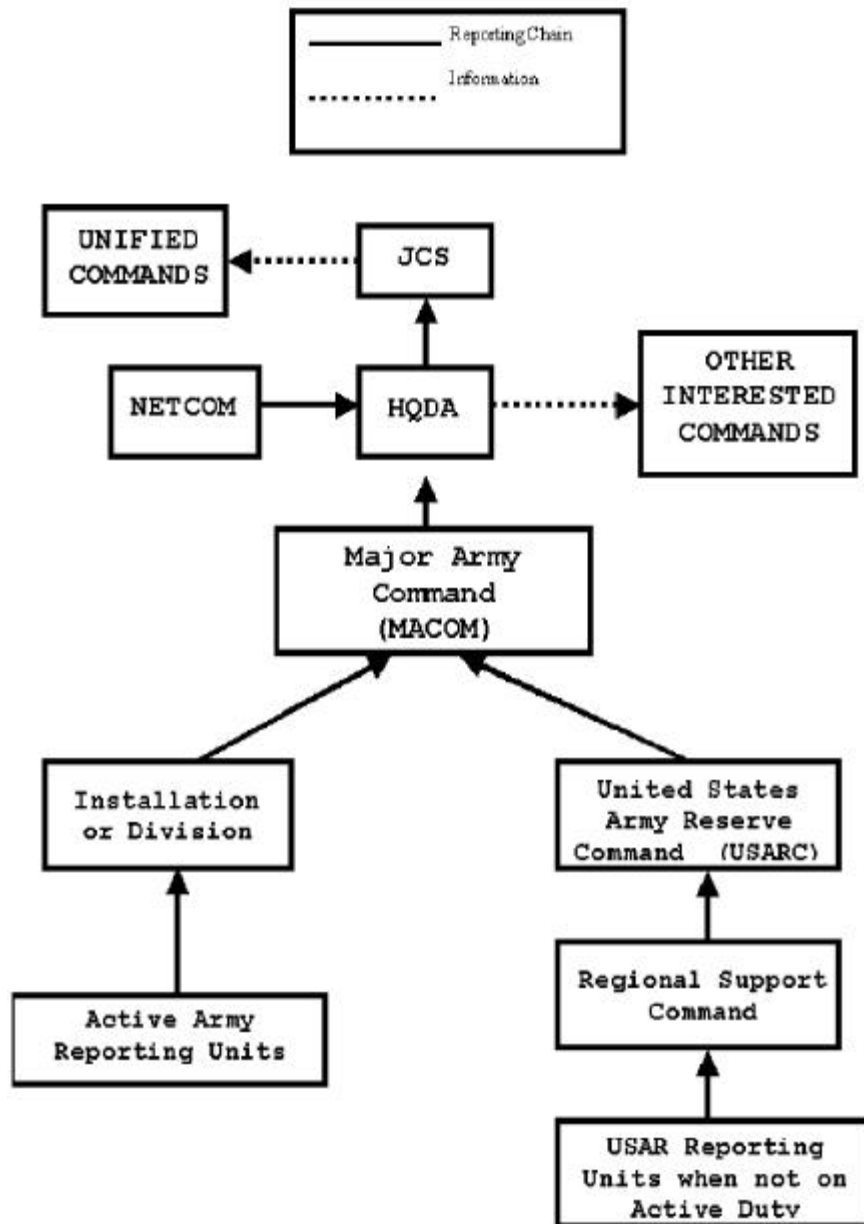 Reporting Chain
Information
UNIFIED
COMMANDS
JCS
NETCOM
HQDA
OTHER
INTERESTED
COMMANDS
Major Army
Command
(MACOM)
Installation
or Division
United States
Army Reserve
Command (USARC)
Active Army
Reporting Units
Regional Support
Command
USAR Reporting
Units when not on
Active Duty